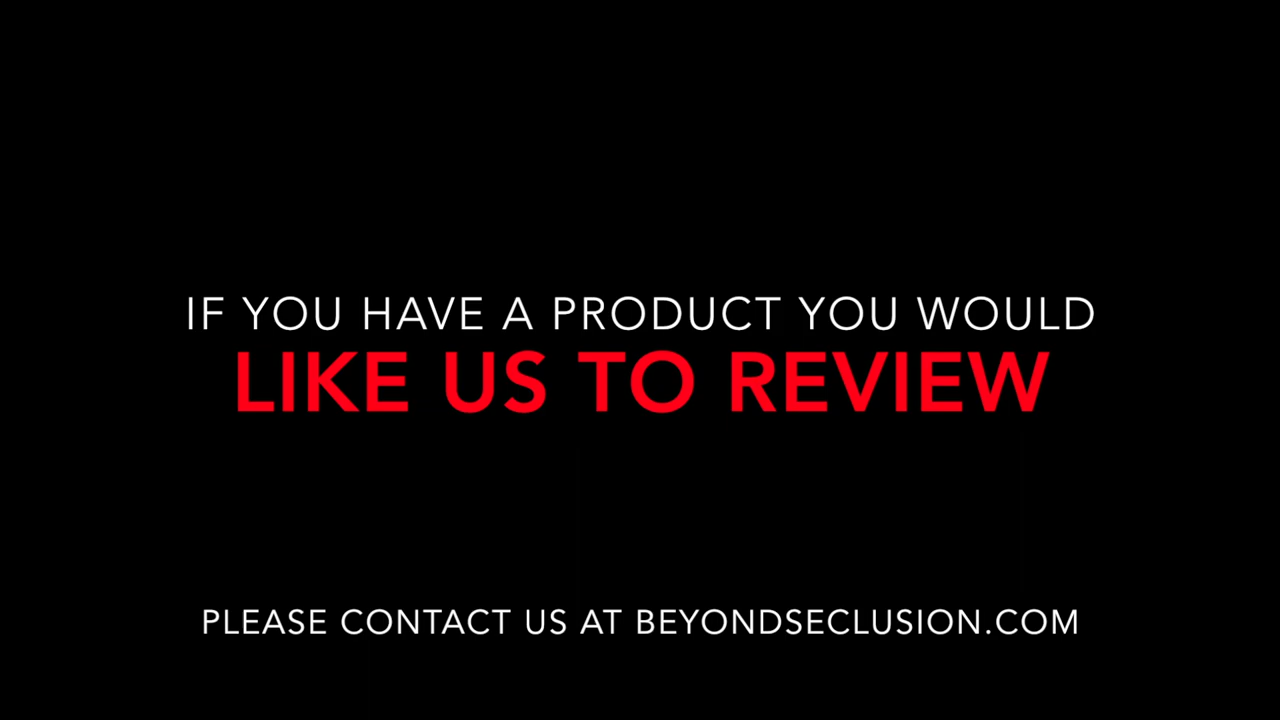 IF YOU HAVE A PRODUCT YOU WOULD
LIKE US TO REVIEW
PLEASE CONTACT US AT BEYONDSECLUSION.COM